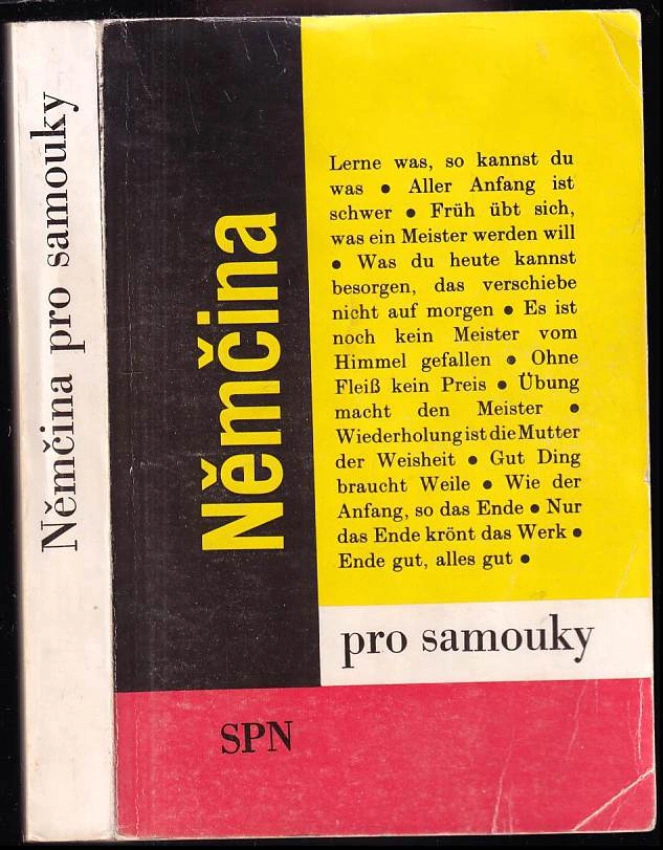 Němčina pro samouky
Němčina
Lerne was, so kannst du
was ● Aller Anfang ist
schwer ● Früh übt sich,
was ein Meister werden will
● Was du heute kannst
besorgen, das verschiebe
nicht auf morgen ● Es ist
noch kein Meister vom
Himmel gefallen ● Ohne
Fleiß kein Preis ● Übung
macht den Meister ●
Wiederholung ist die Mutter
der Weisheit ● Gut Ding
braucht Weile ● Wie der
Anfang, so das Ende ● Nur
das Ende krönt das Werk ●
Ende gut, alles gut ●
pro samouky
SPN